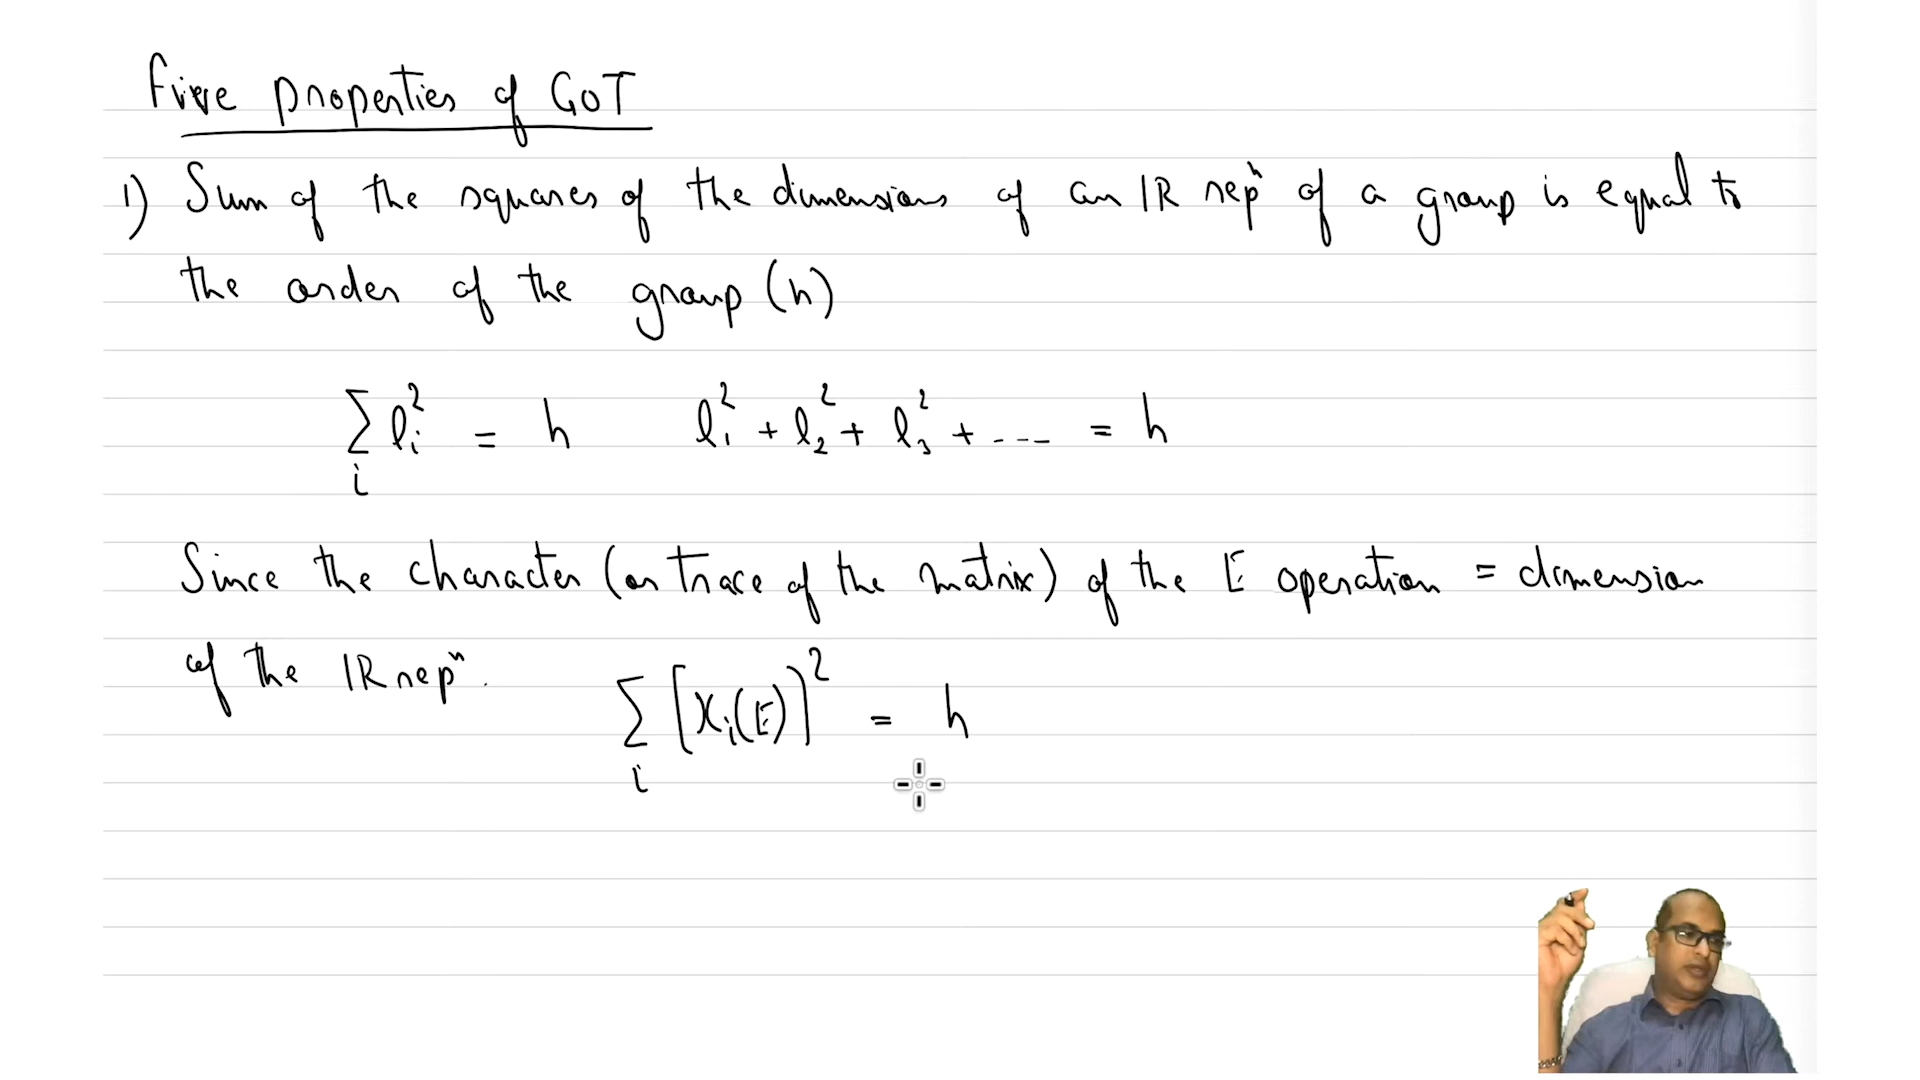 Five properties of GOT
1) Sum of the squares of the dimensions of an IR repⁿ of a group is equal to
the order of the group (h)
∑ᵢ lᵢ² = h    l₁² + l₂² + l₃² + ---- = h
Since the character (or trace of the matrix) of the E operation = dimension
of the IR repⁿ.    ∑ᵢ [χᵢ(E)]² = h